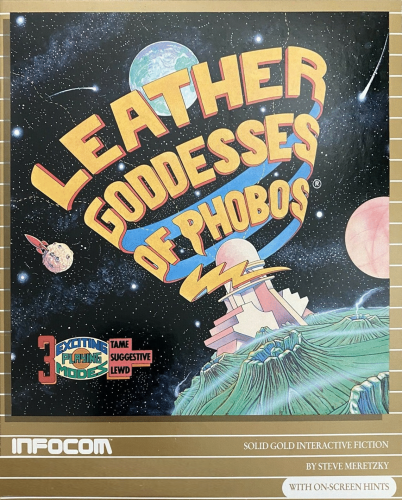 LEATHER
GODDESSES
OF PHOBOS®
3 EXCITING PLAYING MODES
TAME
SUGGESTIVE
LEWD
INFOCOM
SOLID GOLD INTERACTIVE FICTION
BY STEVE MERETZKY
WITH ON-SCREEN HINTS